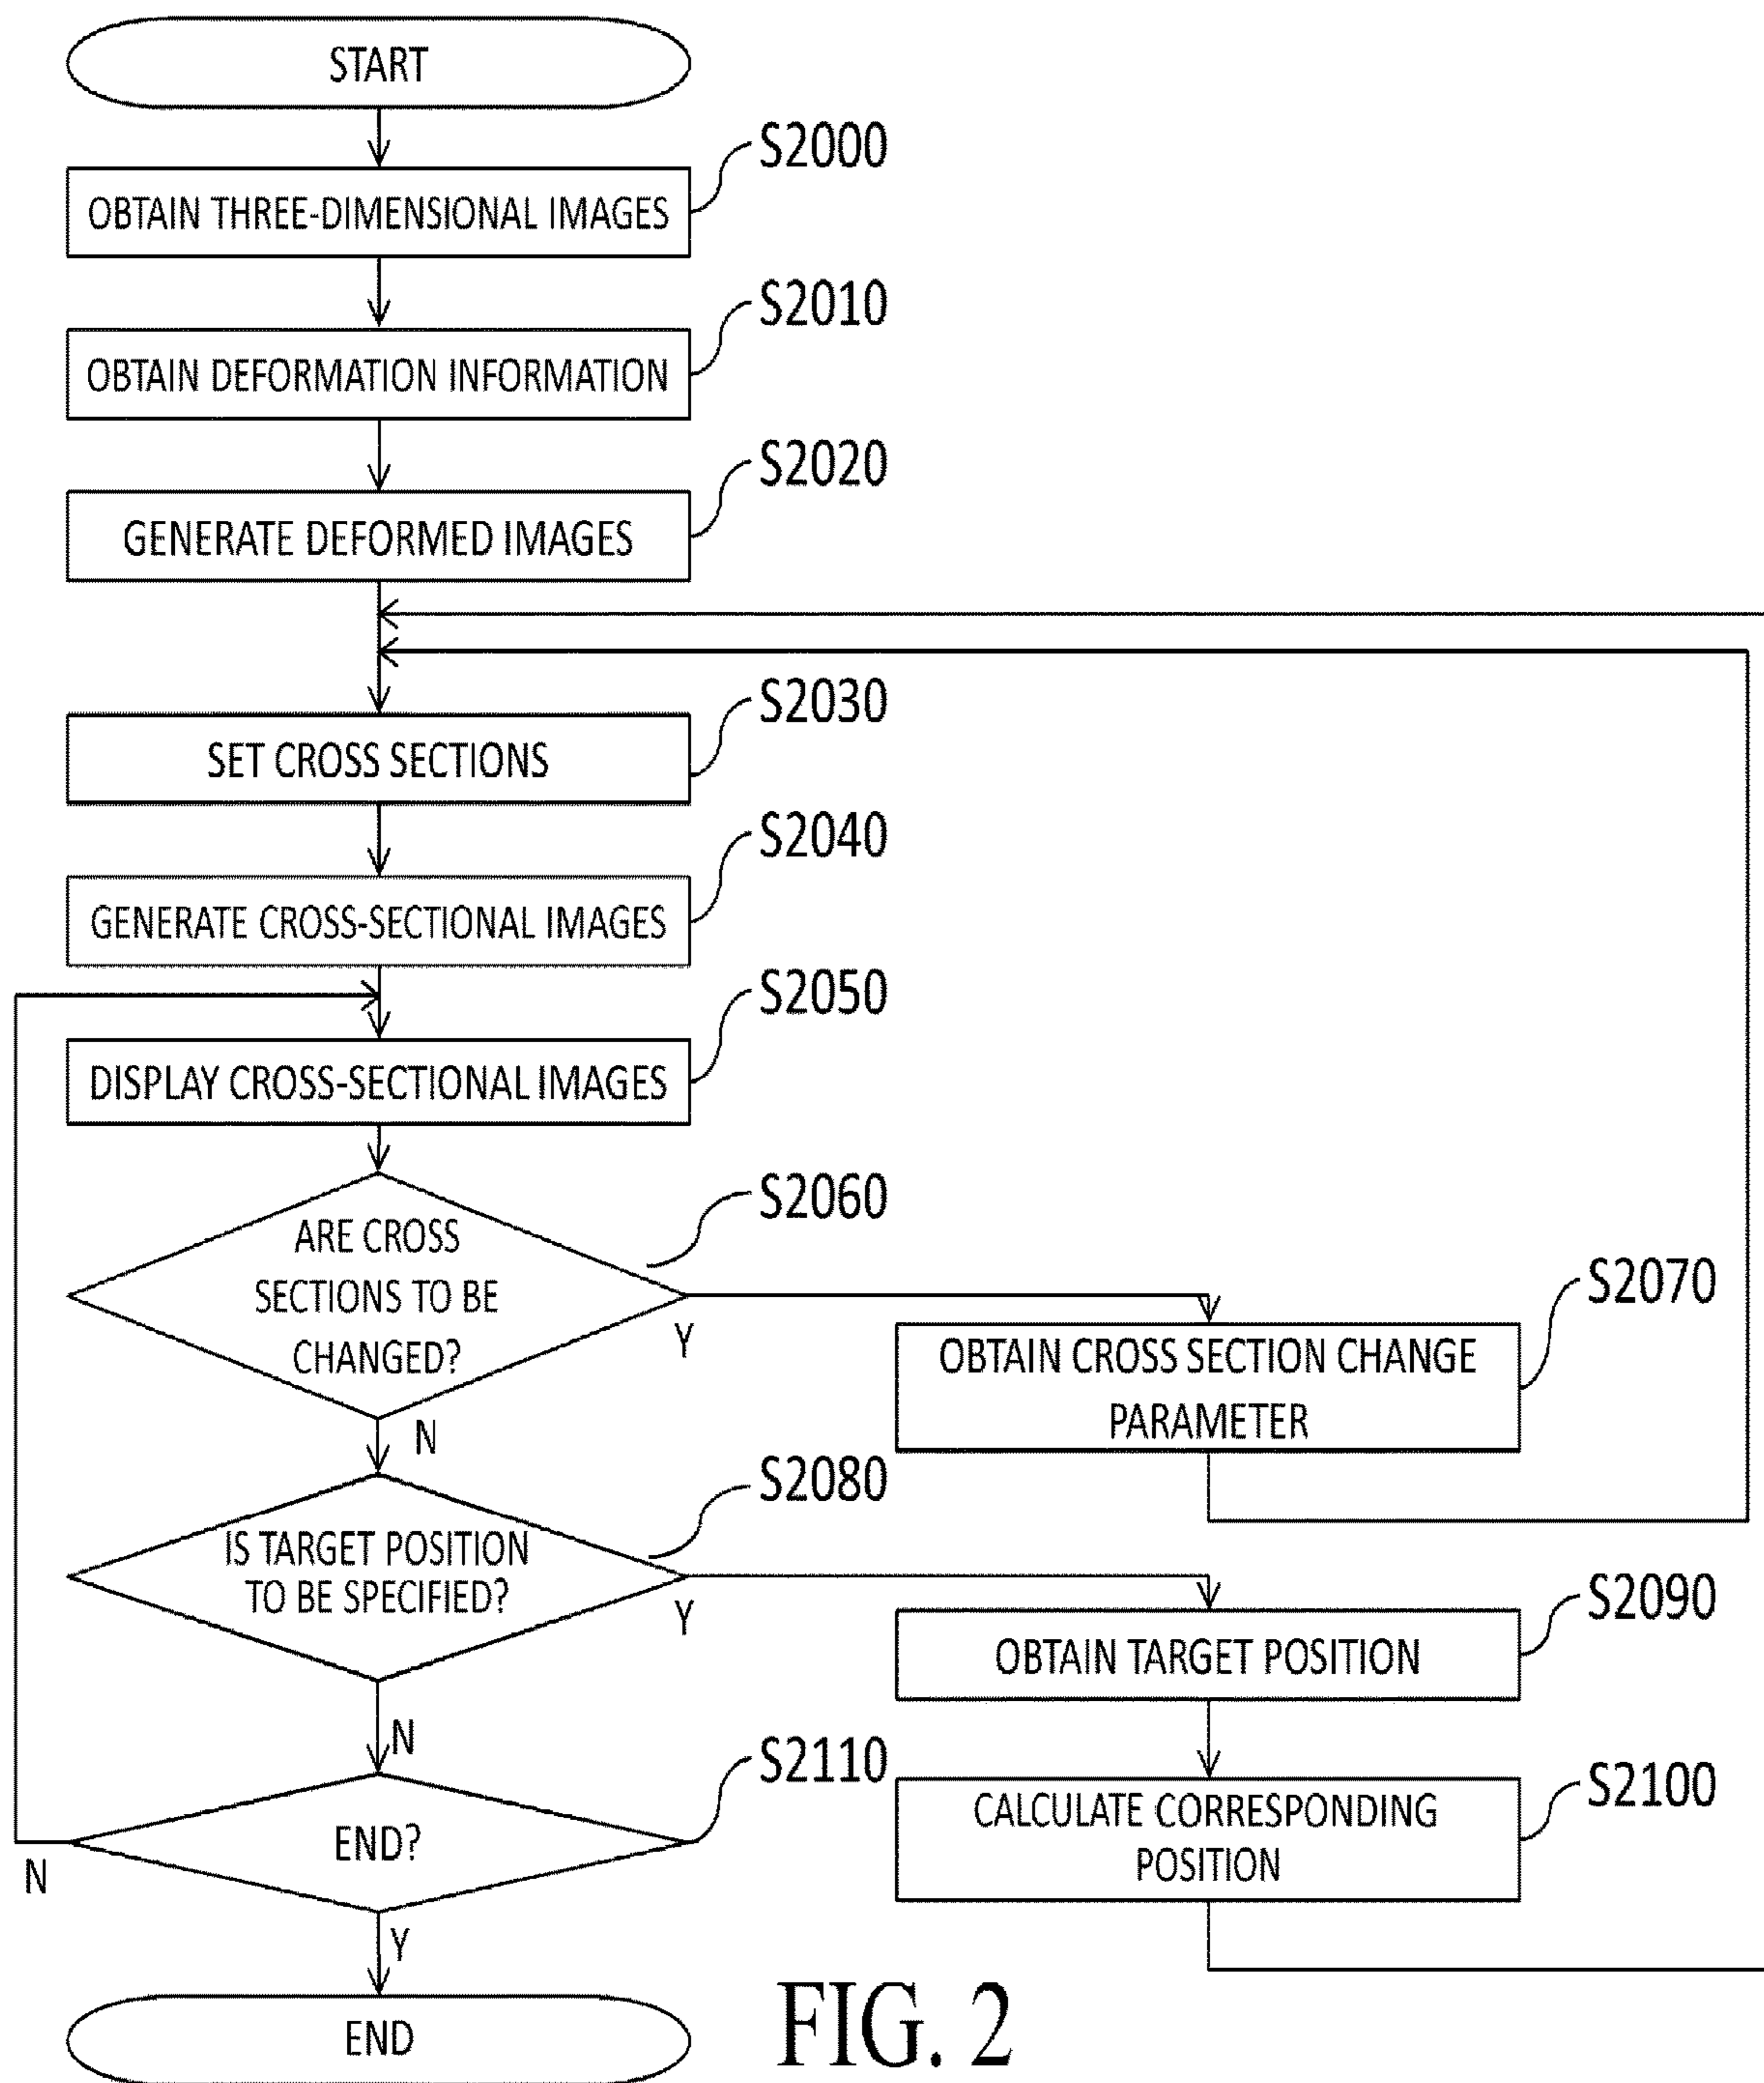 START
S2000
OBTAIN THREE-DIMENSIONAL IMAGES
S2010
OBTAIN DEFORMATION INFORMATION
S2020
GENERATE DEFORMED IMAGES
S2030
SET CROSS SECTIONS
S2040
GENERATE CROSS-SECTIONAL IMAGES
S2050
DISPLAY CROSS-SECTIONAL IMAGES
S2060
ARE CROSS
SECTIONS TO BE
CHANGED?
Y
N
S2070
OBTAIN CROSS SECTION CHANGE
PARAMETER
S2080
IS TARGET POSITION
TO BE SPECIFIED?
Y
N
S2090
OBTAIN TARGET POSITION
S2100
CALCULATE CORRESPONDING
POSITION
S2110
END?
N
Y
END
FIG. 2